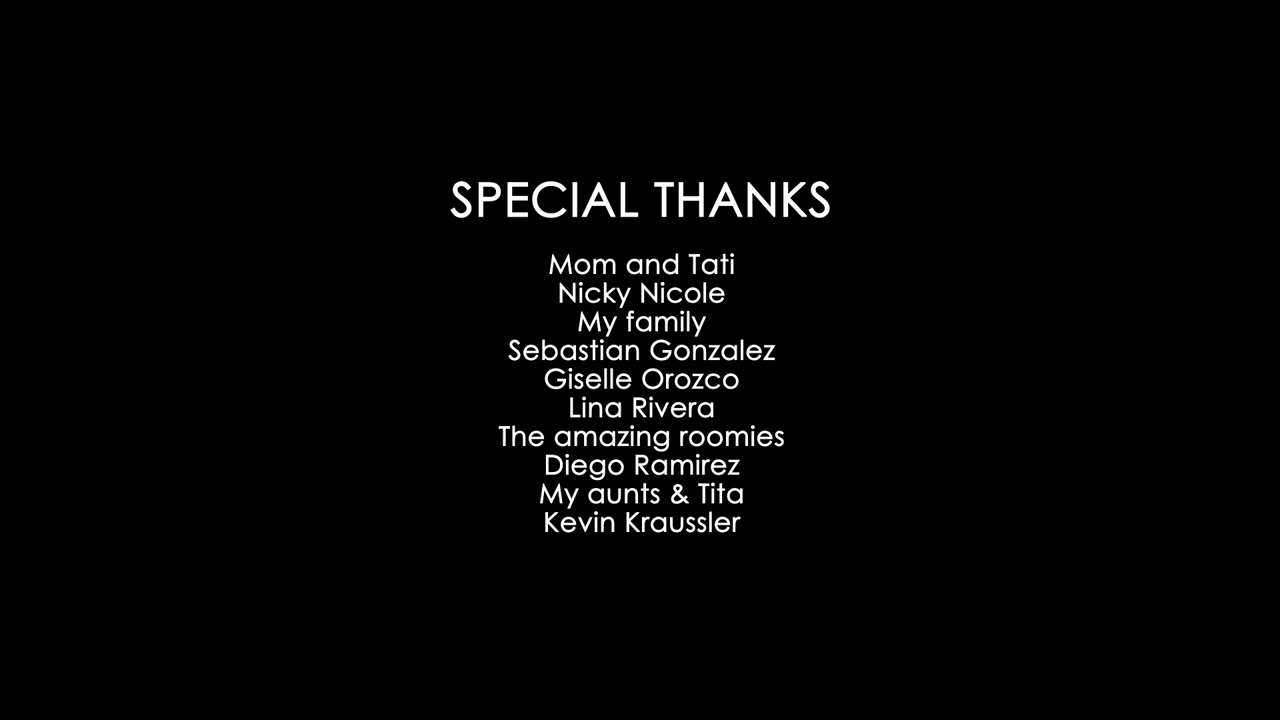 SPECIAL THANKS
Mom and Tati
Nicky Nicole
My family
Sebastian Gonzalez
Giselle Orozco
Lina Rivera
The amazing roomies
Diego Ramirez
My aunts & Tita
Kevin Kraussler